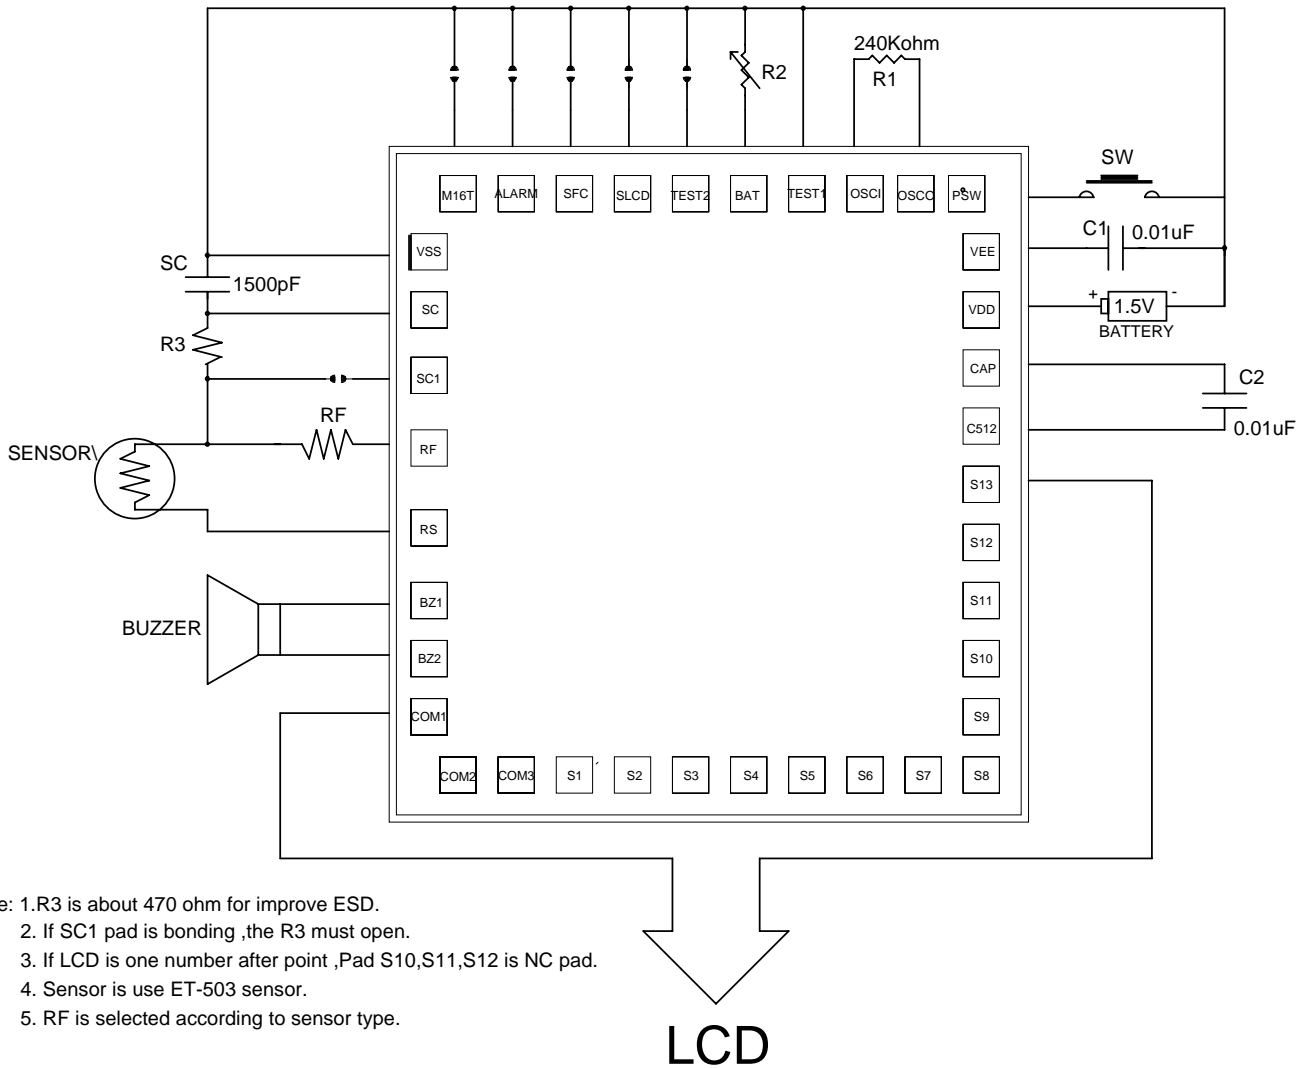 240Kohm
R2
R1
SW
M16T ALARM SFC SLCD TEST2 BAT TEST1 OSCI OSCO PSW
C1 0.01uF
VSS
VEE
SC
1500pF
SC
VDD
+ 1.5V -
BATTERY
R3
SC1
CAP
C2
RF
C512
0.01uF
SENSOR\
RF
S13
RS
S12
BZ1
S11
BUZZER
BZ2
S10
COM1
S9
COM2 COM3 S1 S2 S3 S4 S5 S6 S7 S8
e: 1.R3 is about 470 ohm for improve ESD.
2. If SC1 pad is bonding ,the R3 must open.
3. If LCD is one number after point ,Pad S10,S11,S12 is NC pad.
4. Sensor is use ET-503 sensor.
5. RF is selected according to sensor type.
LCD